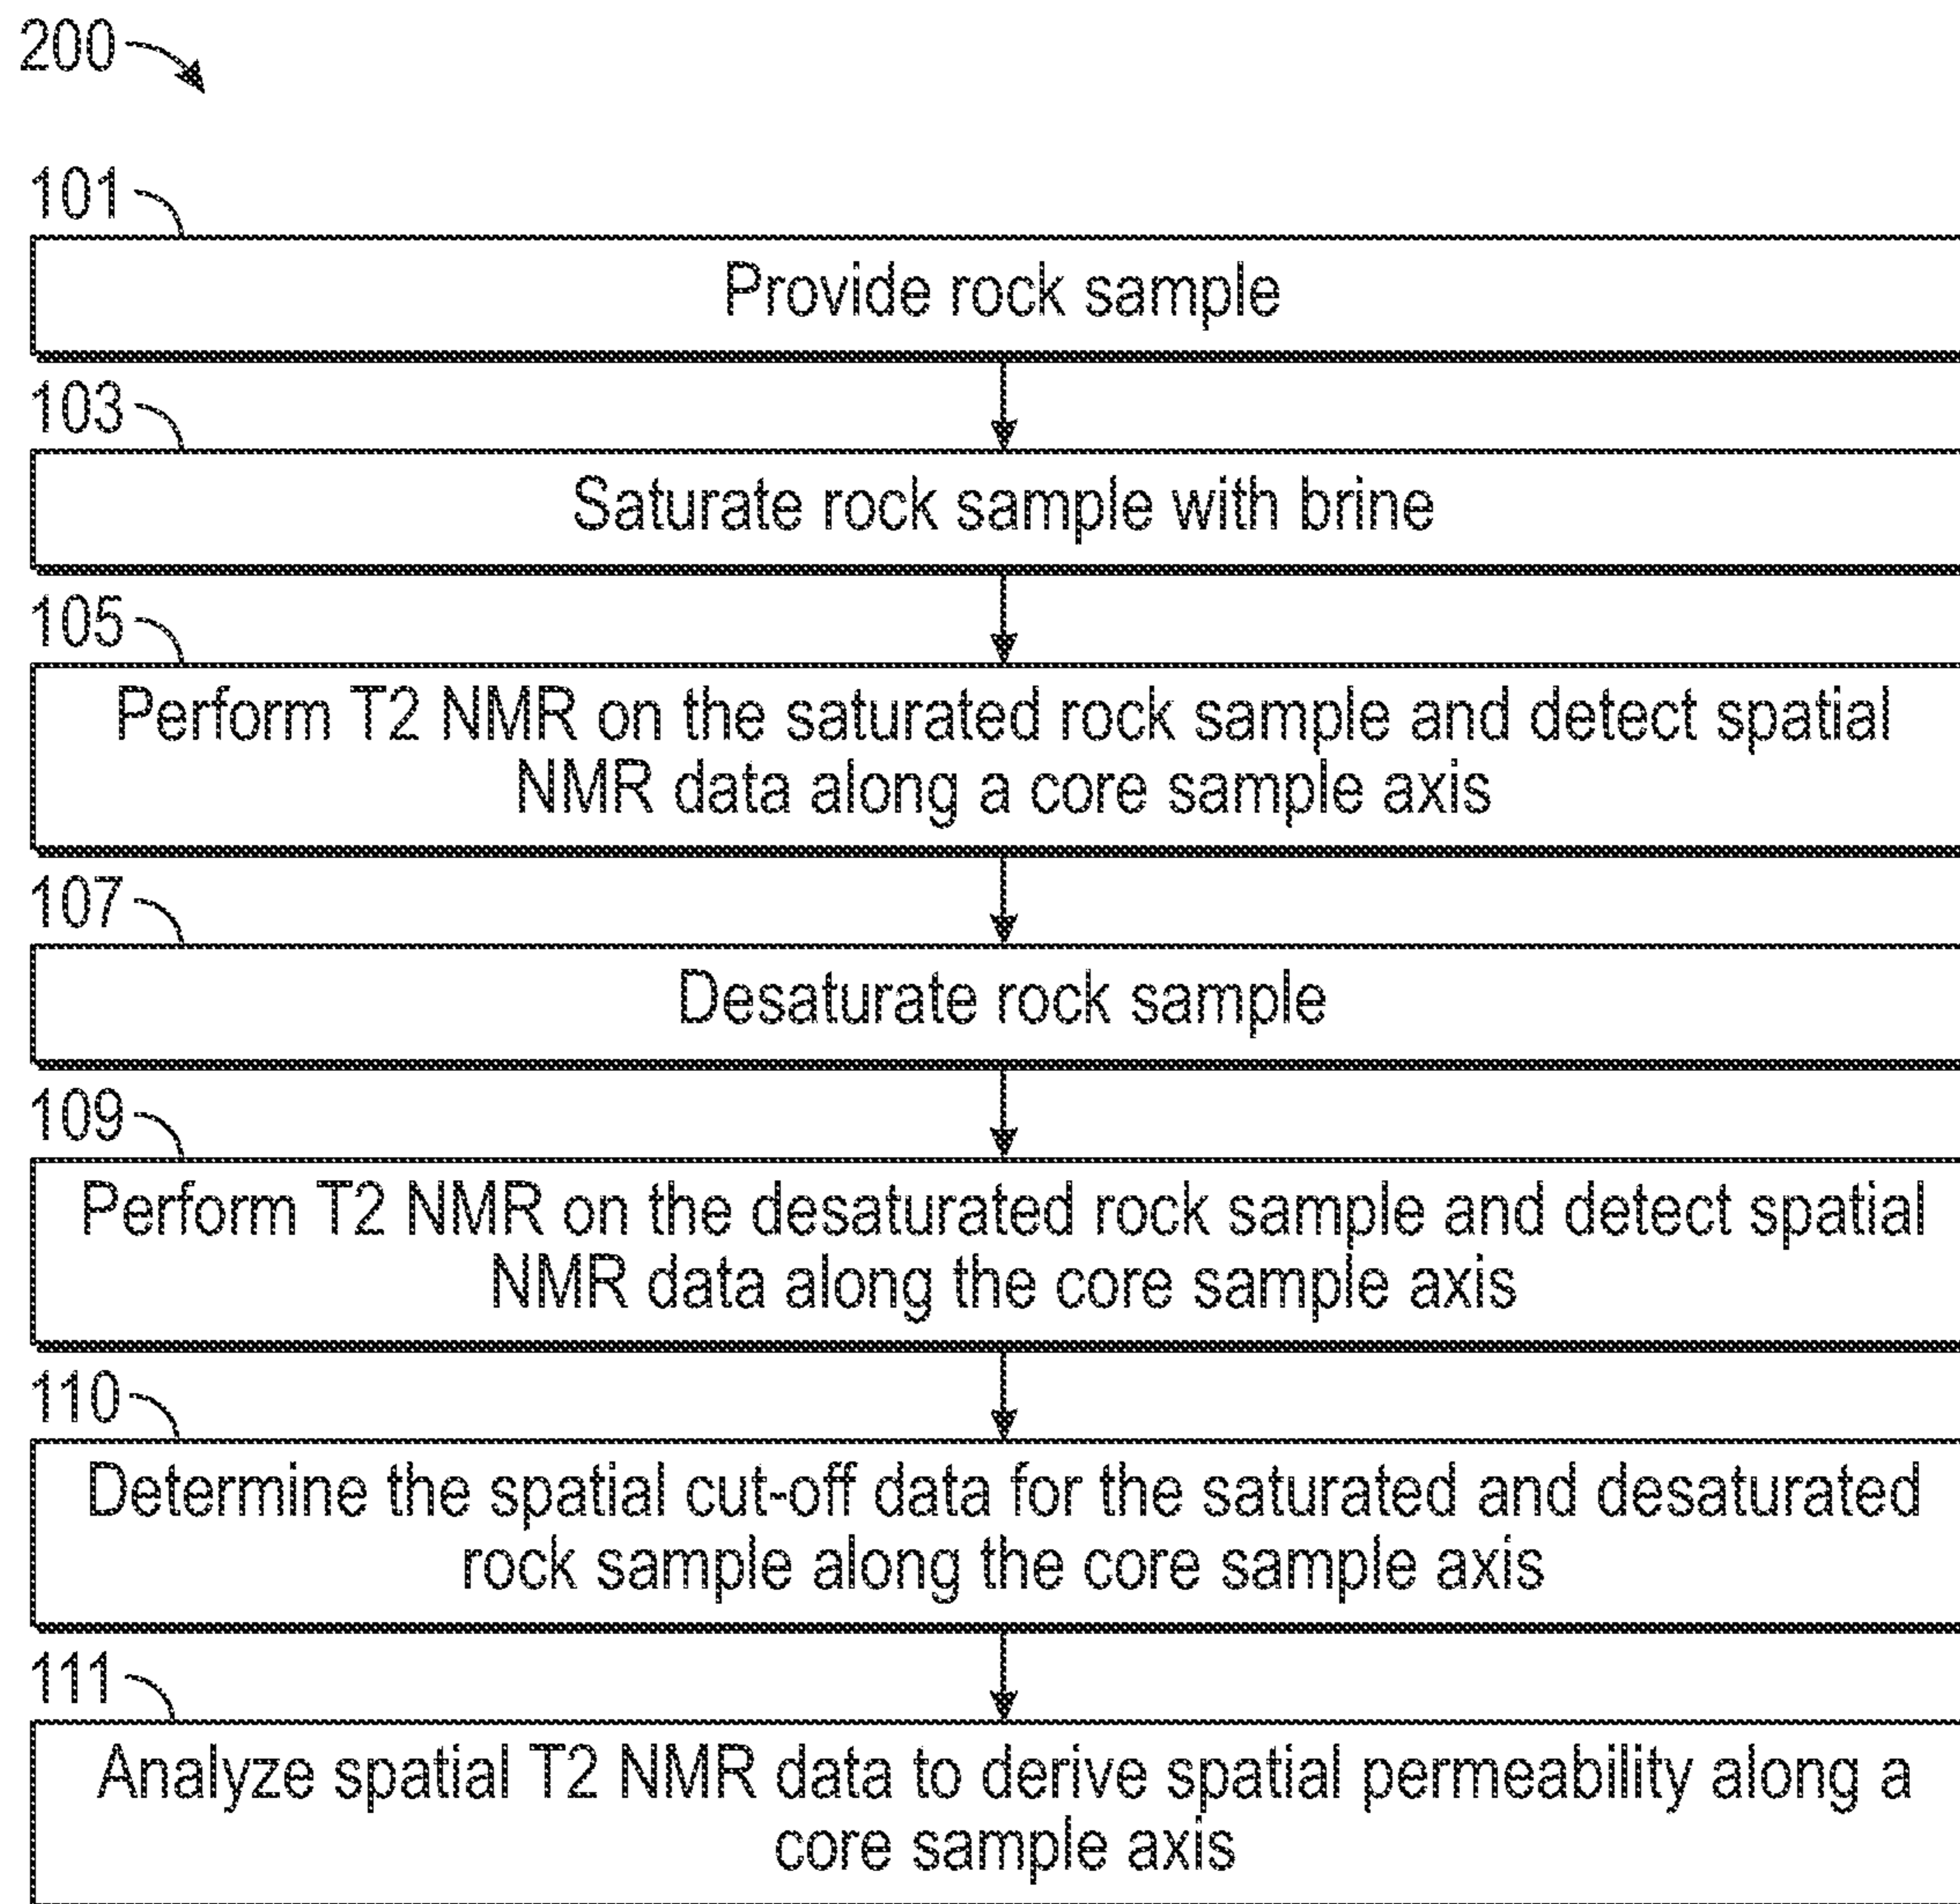 200
101
Provide rock sample
103
Saturate rock sample with brine
105
Perform T2 NMR on the saturated rock sample and detect spatial
NMR data along a core sample axis
107
Desaturate rock sample
109
Perform T2 NMR on the desaturated rock sample and detect spatial
NMR data along the core sample axis
110
Determine the spatial cut-off data for the saturated and desaturated
rock sample along the core sample axis
111
Analyze spatial T2 NMR data to derive spatial permeability along a
core sample axis